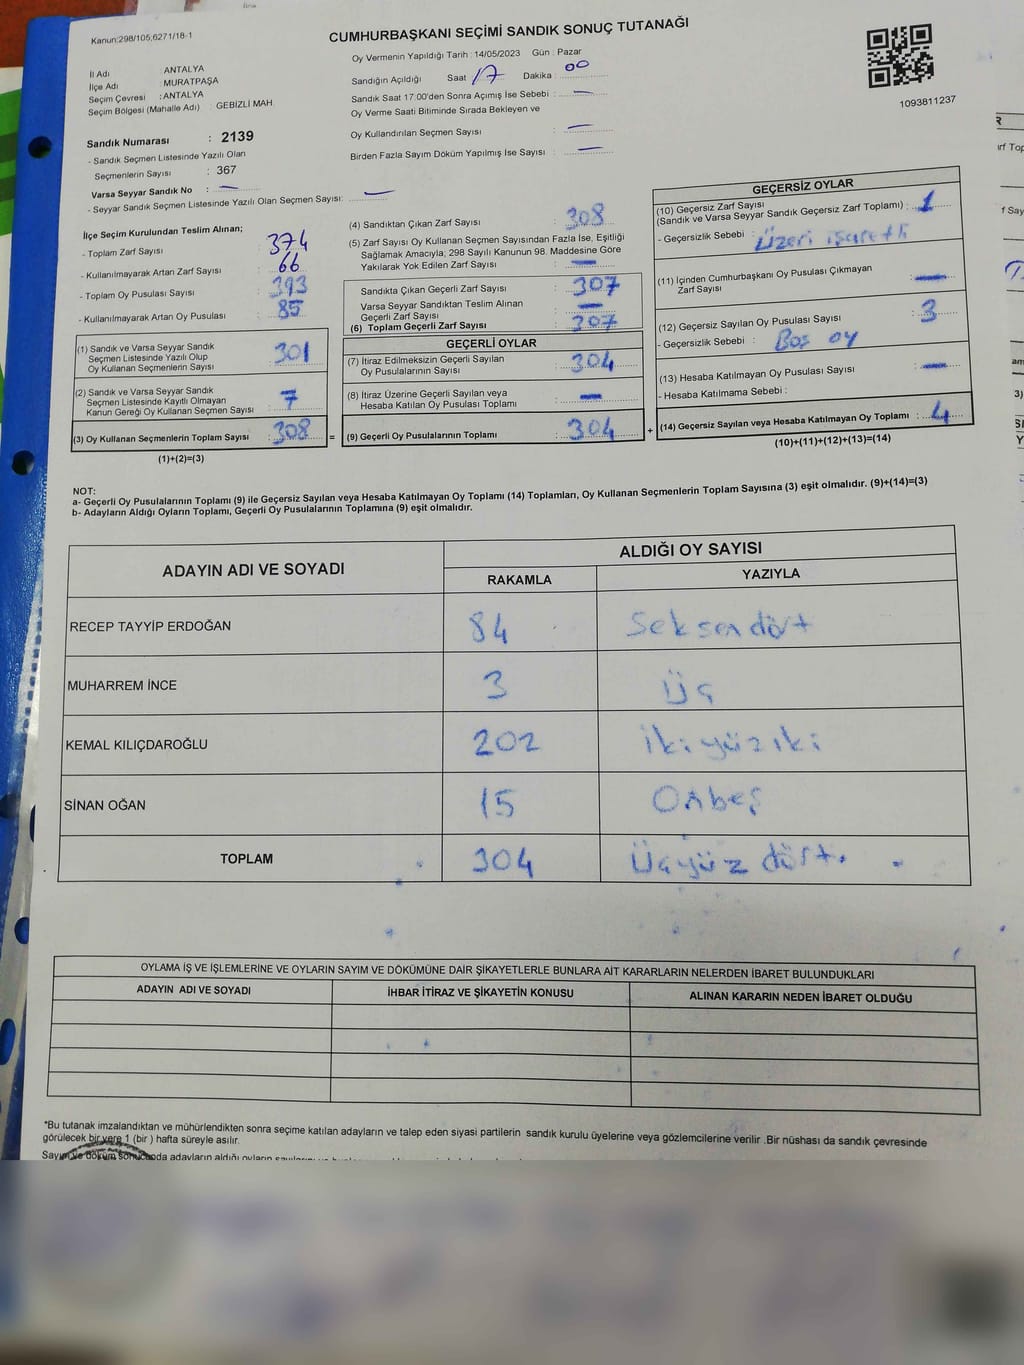 Kanun:298/105,6271/18-1
CUMHURBAŞKANI SEÇİMİ SANDIK SONUÇ TUTANAĞI
İl Adı : ANTALYA
İlçe Adı : MURATPAŞA
Seçim Çevresi : ANTALYA
Seçim Bölgesi (Mahalle Adı) : GEBİZLİ MAH.
Sandık Numarası : 2139
- Sandık Seçmen Listesinde Yazılı Olan
Seçmenlerin Sayısı : 367
Varsa Seyyar Sandık No : —
- Seyyar Sandık Seçmen Listesinde Yazılı Olan Seçmen Sayısı: —
Oy Vermenin Yapıldığı Tarih : 14/05/2023 Gün : Pazar
Sandığın Açıldığı Saat 17 Dakika : 00
Sandık Saat 17:00'den Sonra Açımış İse Sebebi : —
Oy Verme Saati Bitiminde Sırada Bekleyen ve
Oy Kullandırılan Seçmen Sayısı : —
Birden Fazla Sayım Döküm Yapılmış İse Sayısı : —
1093811237
İlçe Seçim Kurulundan Teslim Alınan;
- Toplam Zarf Sayısı : 374
- Kullanılmayarak Artan Zarf Sayısı : 66
- Toplam Oy Pusulası Sayısı : 393
- Kullanılmayarak Artan Oy Pusulası : 85
(1) Sandık ve Varsa Seyyar Sandık
Seçmen Listesinde Yazılı Olup
Oy Kullanan Seçmenlerin Sayısı : 301
(2) Sandık ve Varsa Seyyar Sandık
Seçmen Listesinde Kayıtlı Olmayan
Kanun Gereği Oy Kullanan Seçmen Sayısı : 7
(3) Oy Kullanan Seçmenlerin Toplam Sayısı : 308 =
(1)+(2)=(3)
(4) Sandıktan Çıkan Zarf Sayısı : 308
(5) Zarf Sayısı Oy Kullanan Seçmen Sayısından Fazla İse, Eşitliği
Sağlamak Amacıyla; 298 Sayılı Kanunun 98. Maddesine Göre
Yakılarak Yok Edilen Zarf Sayısı : —
Sandıkta Çıkan Geçerli Zarf Sayısı : 307
Varsa Seyyar Sandıktan Teslim Alınan
Geçerli Zarf Sayısı : —
(6) Toplam Geçerli Zarf Sayısı : 307
GEÇERLİ OYLAR
(7) İtiraz Edilmeksizin Geçerli Sayılan
Oy Pusulasının Sayısı : 304
(8) İtiraz Üzerine Geçerli Sayılan veya
Hesaba Katılan Oy Pusulası Toplamı : —
(9) Geçerli Oy Pusulalarının Toplamı : 304 +
GEÇERSİZ OYLAR
(10) Geçersiz Zarf Sayısı
(Sandık ve Varsa Seyyar Sandık Geçersiz Zarf Toplamı) : 1
- Geçersizlik Sebebi : Üzeri işaretli
(11) İçinden Cumhurbaşkanı Oy Pusulası Çıkmayan
Zarf Sayısı : —
(12) Geçersiz Sayılan Oy Pusulası Sayısı : 3
- Geçersizlik Sebebi : Boş oy
(13) Hesaba Katılmayan Oy Pusulası Sayısı : —
- Hesaba Katılmama Sebebi :
(14) Geçersiz Sayılan veya Hesaba Katılmayan Oy Toplamı : 4
(10)+(11)+(12)+(13)=(14)
NOT:
a- Geçerli Oy Pusulalarının Toplamı (9) ile Geçersiz Sayılan veya Hesaba Katılmayan Oy Toplamı (14) Toplamları, Oy Kullanan Seçmenlerin Toplam Sayısına (3) eşit olmalıdır. (9)+(14)=(3)
b- Adayların Aldığı Oyların Toplamı, Geçerli Oy Pusulalarının Toplamına (9) eşit olmalıdır.
ADAYIN ADI VE SOYADI ALDIĞI OY SAYISI
RAKAMLA YAZIYLA
RECEP TAYYİP ERDOĞAN 84 Seksendört
MUHARREM İNCE 3 Üç
KEMAL KILIÇDAROĞLU 202 İkiyüziki
SİNAN OĞAN 15 Onbeş
TOPLAM 304 Üçyüz dört.
OYLAMA İŞ VE İŞLEMLERİNE VE OYLARIN SAYIM VE DÖKÜMÜNE DAİR ŞİKAYETLERLE BUNLARA AİT KARARLARIN NELERDEN İBARET BULUNDUKLARI
ADAYIN ADI VE SOYADI İHBAR İTİRAZ VE ŞİKAYETİN KONUSU ALINAN KARARIN NEDEN İBARET OLDUĞU
*Bu tutanak imzalandıktan ve mühürlendikten sonra seçime katılan adayların ve talep eden siyasi partilerin sandık kurulu üyelerine veya gözlemcilerine verilir .Bir nüshası da sandık çevresinde
görülecek bir yere 1 (bir ) hafta süreyle asılır.
Sayım ve döküm sonucunda adayların aldığı oyların